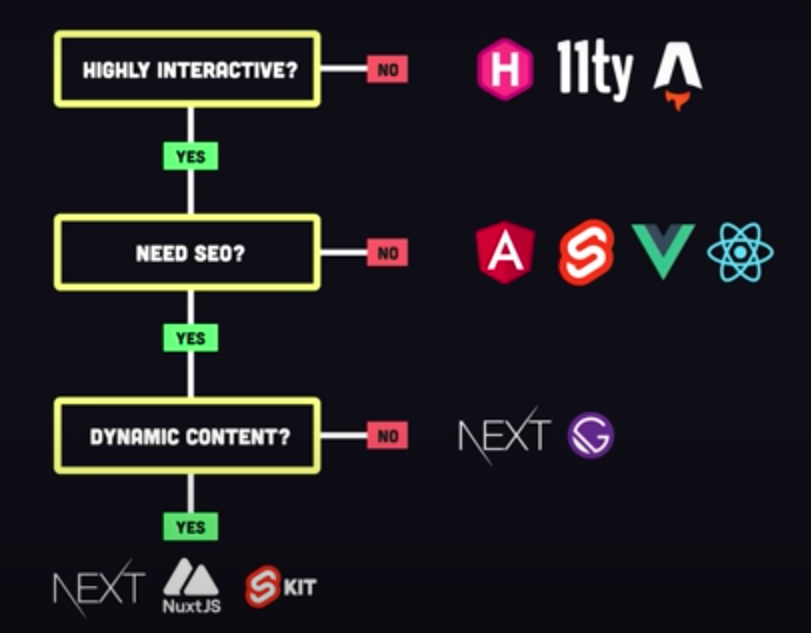 HIGHLY INTERACTIVE?
NO
H
11ty
YES
NEED SEO?
NO
A
S
YES
DYNAMIC CONTENT?
NO
NEXT
G
YES
NEXT
NuxtJS
S KIT